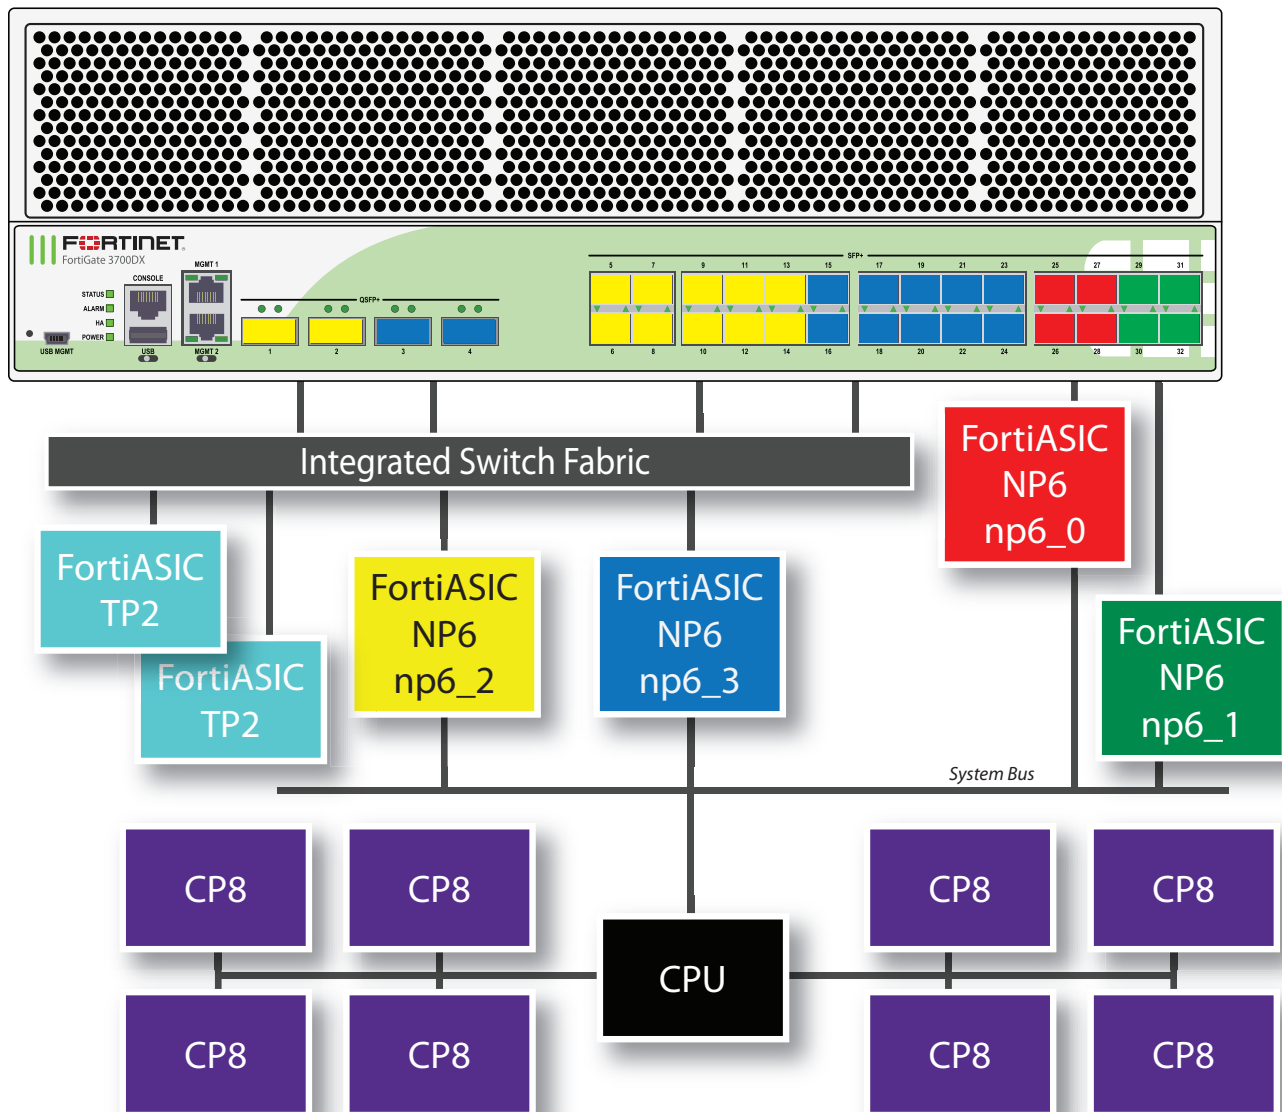 FORTINET
FortiGate 3700DX
STATUS
ALARM
HA
POWER
USB MGMT
CONSOLE
USB
MGMT 1
MGMT 2
QSFP+
1 2 3 4
SFP+
5 7 9 11 13 15 17 19 21 23 25 27 29 31
6 8 10 12 14 16 18 20 22 24 26 28 30 32
Integrated Switch Fabric
FortiASIC
NP6
np6_0
FortiASIC
TP2
FortiASIC
TP2
FortiASIC
NP6
np6_2
FortiASIC
NP6
np6_3
FortiASIC
NP6
np6_1
System Bus
CP8 CP8 CP8 CP8
CPU
CP8 CP8 CP8 CP8